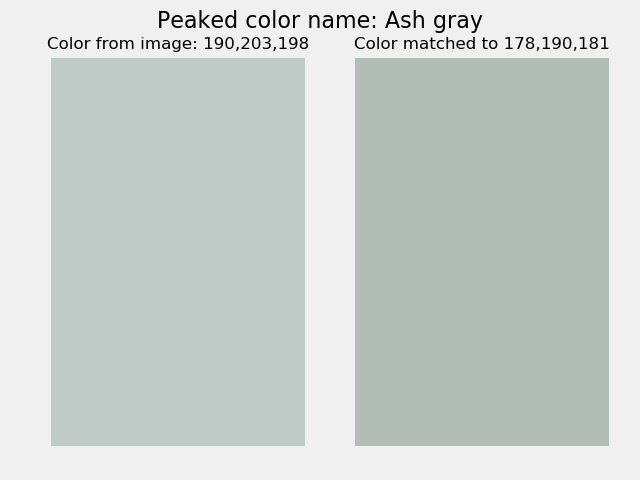 Peaked color name: Ash gray
Color from image: 190,203,198
Color matched to 178,190,181